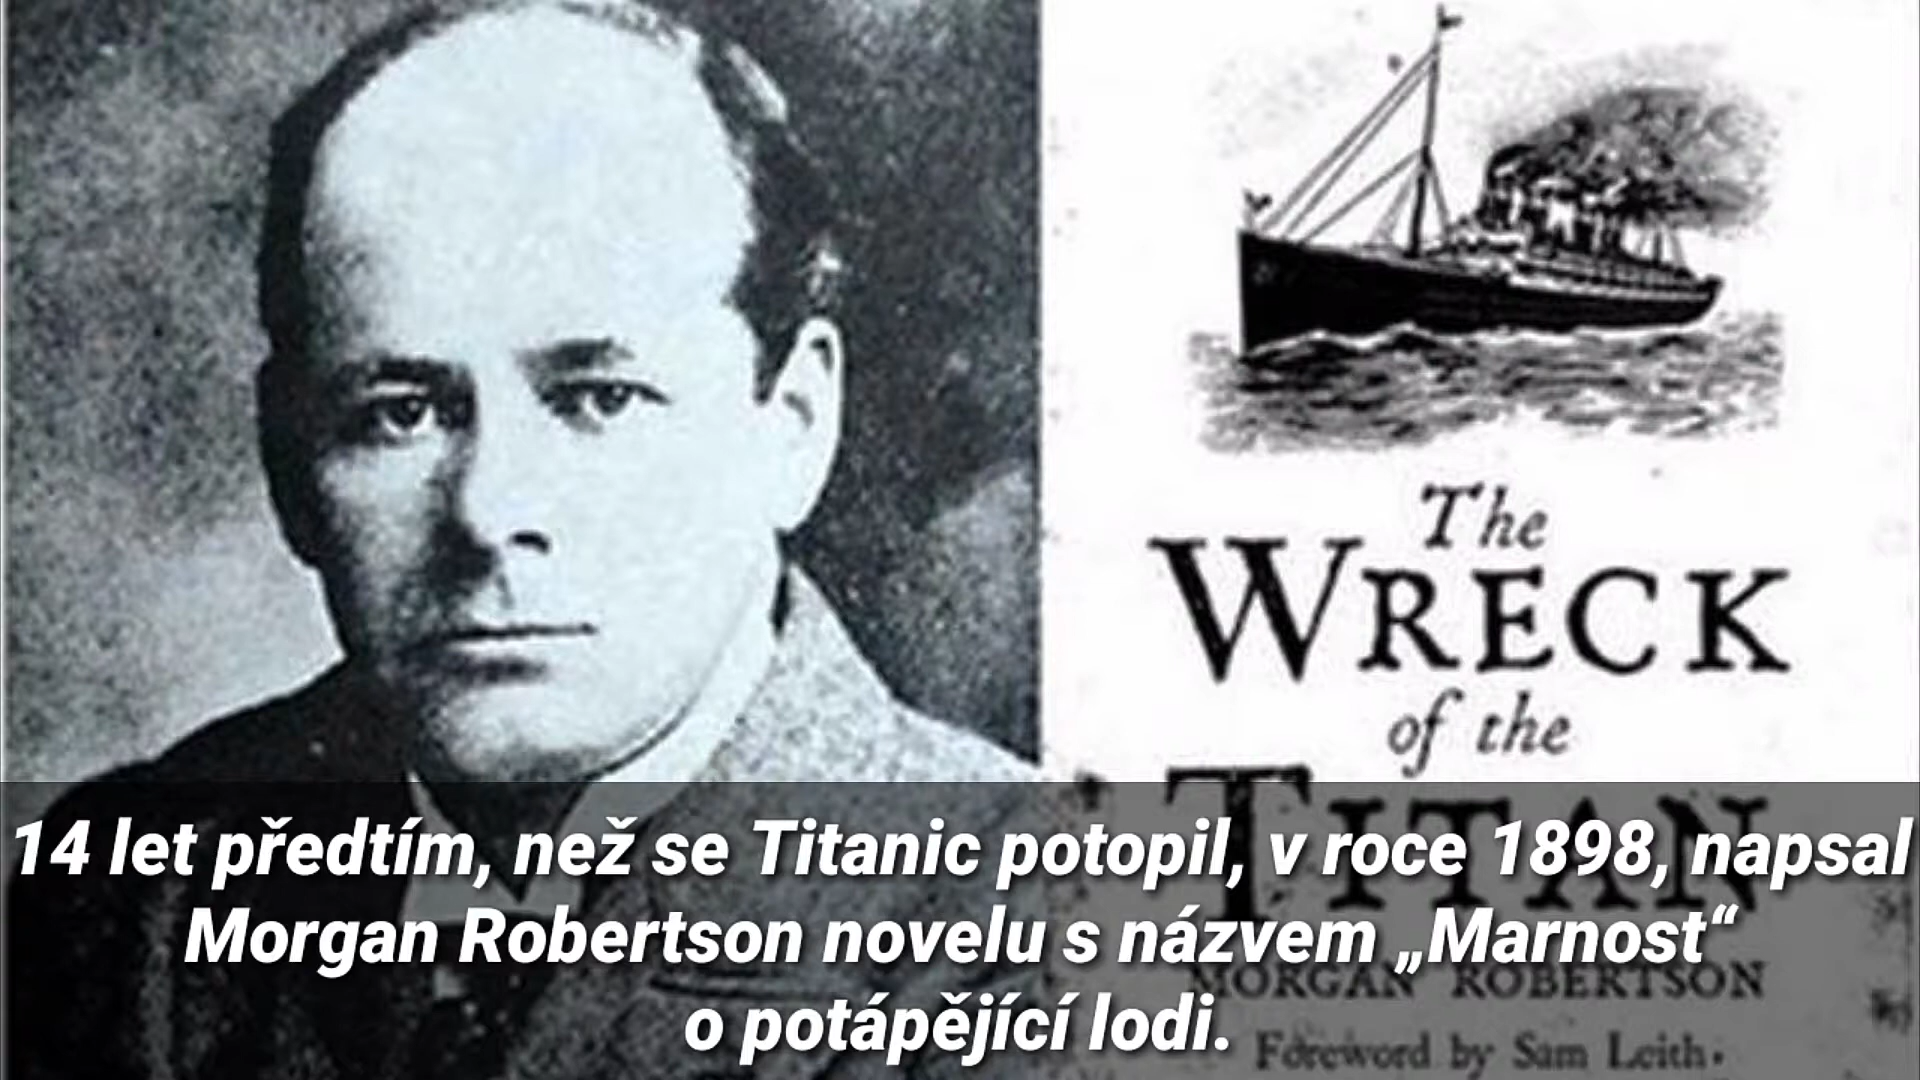 The
WRECK
of the
TITAN
MORGAN ROBERTSON
Foreword by Sam Leith
14 let předtím, než se Titanic potopil, v roce 1898, napsal
Morgan Robertson novelu s názvem „Marnost“
o potápějící lodi.